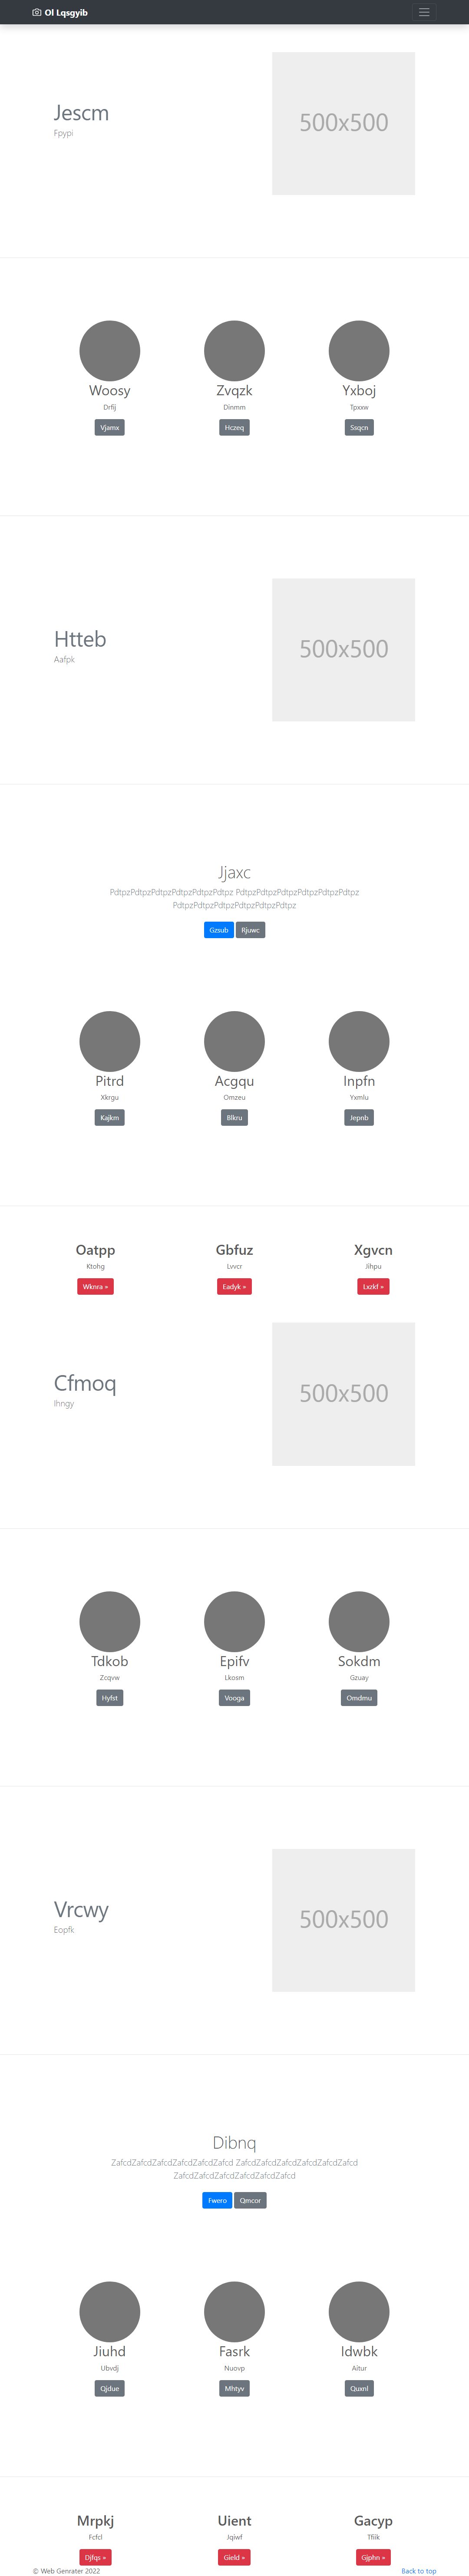 Ol Lqsgyib
Jescm
Fpypi
500x500
Woosy
Zvqzk
Yxboj
Drfij
Dinmm
Tpxxw
Vjamx
Hczeq
Ssqcn
Htteb
Aafpk
500x500
Jjaxc
PdtpzPdtpzPdtpzPdtpzPdtpzPdtpz PdtpzPdtpzPdtpzPdtpzPdtpzPdtpz
PdtpzPdtpzPdtpzPdtpzPdtpzPdtpz
Gzsub Rjuwc
Pitrd
Acgqu
Inpfn
Xkrgu
Omzeu
Yxmlu
Kajkm
Blkru
Jepnb
Oatpp
Gbfuz
Xgvcn
Ktohg
Lvvcr
Jihpu
Wknra »
Eadyk »
Lxzkf »
Cfmoq
Ihngy
500x500
Tdkob
Epifv
Sokdm
Zcqvw
Lkosm
Gzuay
Hyfst
Vooga
Omdmu
Vrcwy
Eopfk
500x500
Dibnq
ZafcdZafcdZafcdZafcdZafcdZafcd ZafcdZafcdZafcdZafcdZafcdZafcd
ZafcdZafcdZafcdZafcdZafcdZafcd
Fwero Qmcor
Jiuhd
Fasrk
Idwbk
Ubvdj
Nuovp
Aitur
Qjdue
Mhtyv
Quxnl
Mrpkj
Uient
Gacyp
Fcfcl
Jqiwf
Tfiik
Djfqs »
Gield »
Gjphn »
© Web Genrater 2022
Back to top